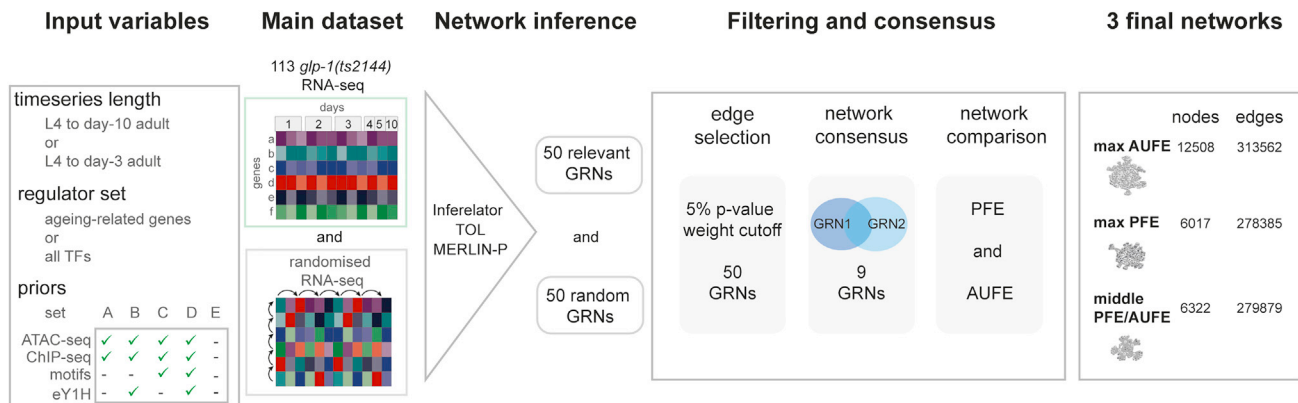 Input variables
Main dataset
Network inference
Filtering and consensus
3 final networks
timeseries length
L4 to day-10 adult
or
L4 to day-3 adult
regulator set
ageing-related genes
or
all TFs
priors
set A B C D E
ATAC-seq ✓ ✓ ✓ ✓ -
ChIP-seq ✓ ✓ ✓ ✓ -
motifs - - ✓ ✓ -
eY1H - ✓ - ✓ -
113 glp-1(ts2144)
RNA-seq
days
1 2 3 4 5 10
genes
a
b
c
d
e
f
and
randomised
RNA-seq
Inferelator
TOL
MERLIN-P
50 relevant
GRNs
and
50 random
GRNs
edge
selection
5% p-value
weight cutoff
50
GRNs
network
consensus
GRN1 GRN2
9
GRNs
network
comparison
PFE
and
AUFE
nodes edges
max AUFE 12508 313562
max PFE 6017 278385
middle
PFE/AUFE 6322 279879